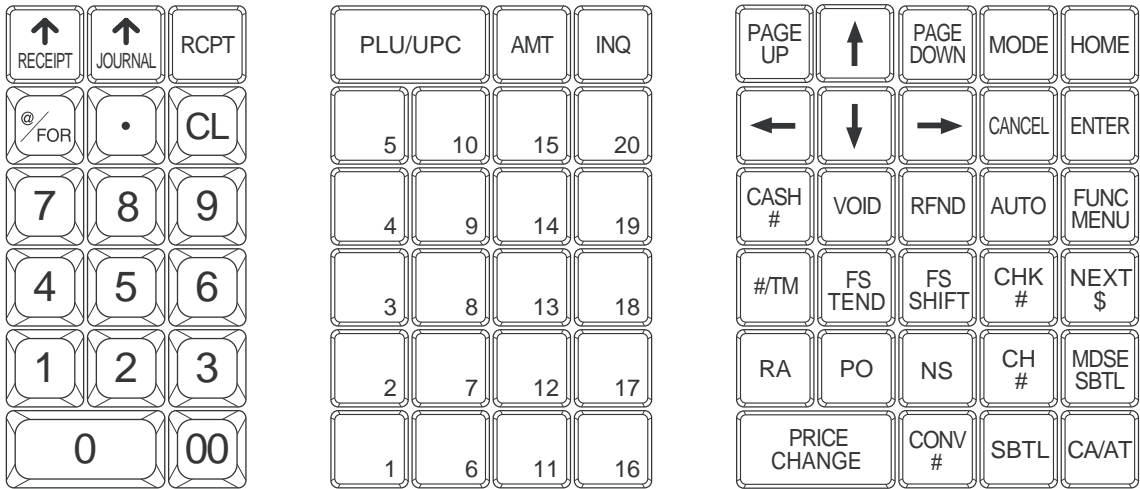 RECEIPT JOURNAL RCPT PLU/UPC AMT INQ PAGE UP PAGE DOWN MODE HOME
@/FOR • CL 5 10 15 20 CANCEL ENTER
7 8 9 4 9 14 19 CASH # VOID RFND AUTO FUNC MENU
4 5 6 3 8 13 18 #/TM FS TEND FS SHIFT CHK # NEXT $
1 2 3 2 7 12 17 RA PO NS CH # MDSE SBTL
0 00 1 6 11 16 PRICE CHANGE CONV # SBTL CA/AT